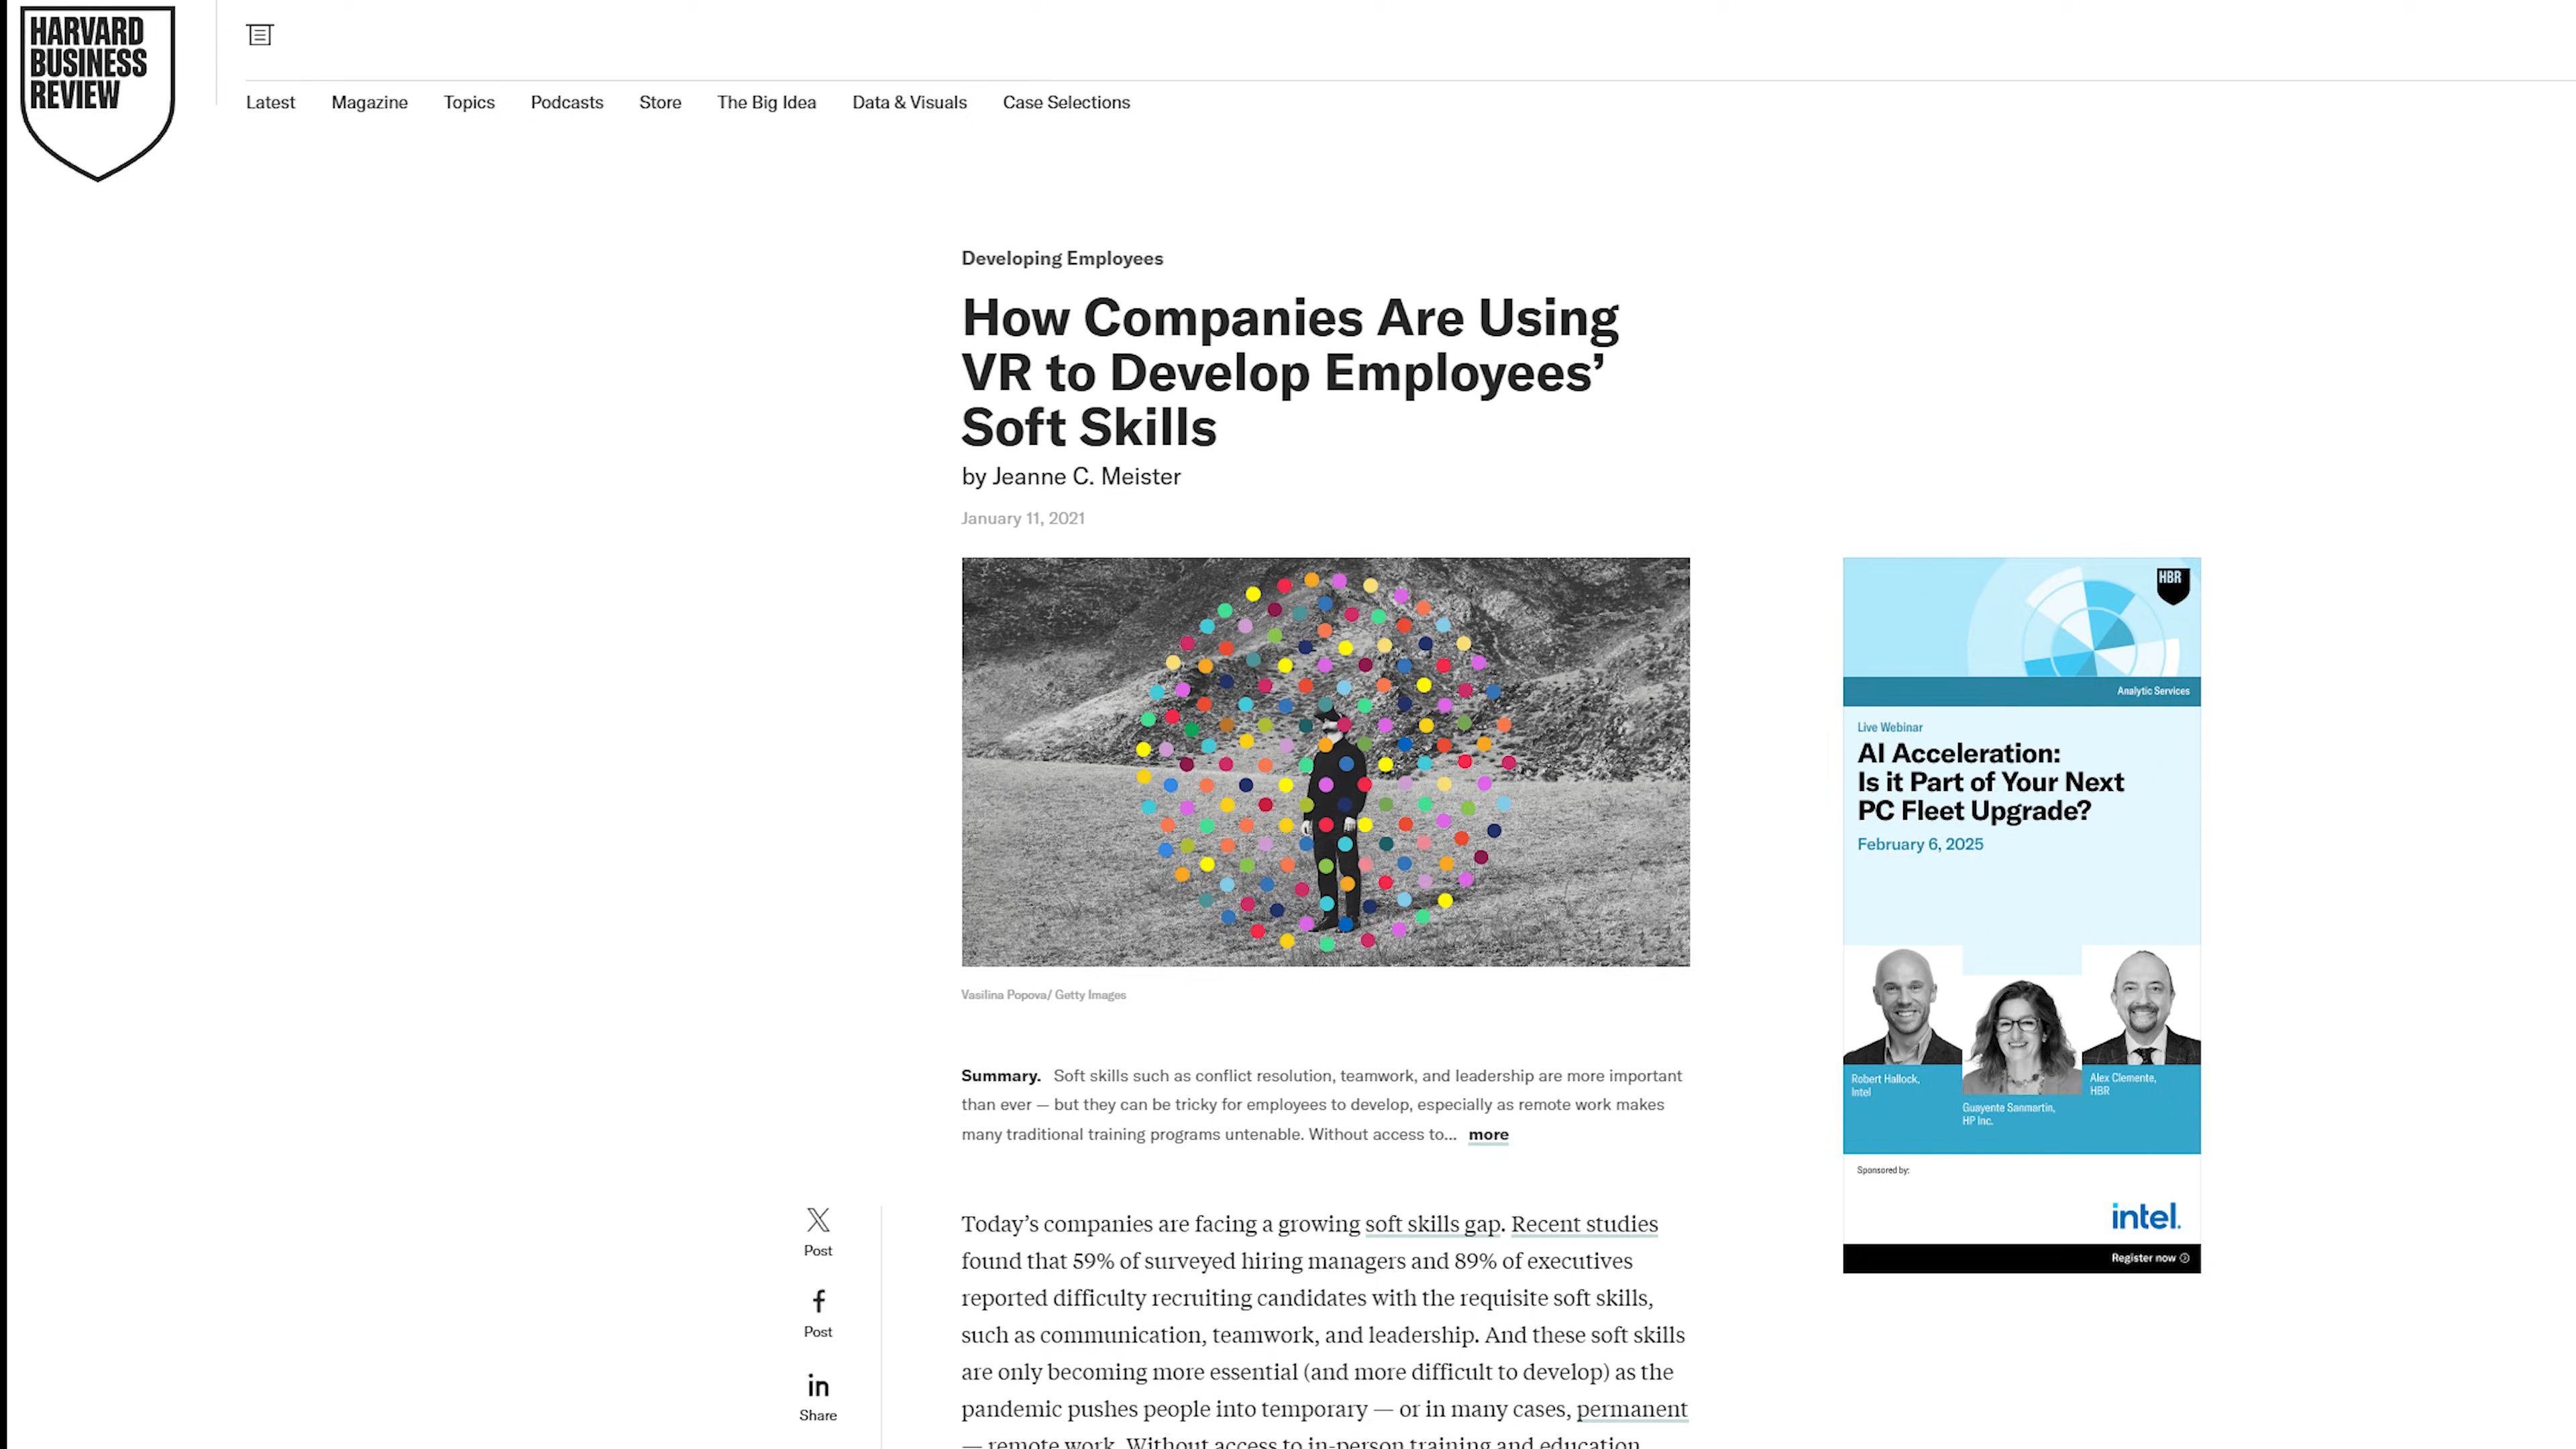 HARVARD
BUSINESS
REVIEW
Latest Magazine Topics Podcasts Store The Big Idea Data & Visuals Case Selections
Developing Employees
How Companies Are Using
VR to Develop Employees’
Soft Skills
by Jeanne C. Meister
January 11, 2021
Vasilina Popova/ Getty Images
Summary. Soft skills such as conflict resolution, teamwork, and leadership are more important
than ever — but they can be tricky for employees to develop, especially as remote work makes
many traditional training programs untenable. Without access to... more
Post
Post
Share
Today’s companies are facing a growing soft skills gap. Recent studies
found that 59% of surveyed hiring managers and 89% of executives
reported difficulty recruiting candidates with the requisite soft skills,
such as communication, teamwork, and leadership. And these soft skills
are only becoming more essential (and more difficult to develop) as the
pandemic pushes people into temporary — or in many cases, permanent
— remote work. Without access to in-person training and education
HBR
Analytic Services
Live Webinar
AI Acceleration:
Is it Part of Your Next
PC Fleet Upgrade?
February 6, 2025
Robert Hallock,
Intel
Guayente Sanmartin,
HP Inc.
Alex Clemente,
HBR
Sponsored by:
intel.
Register now